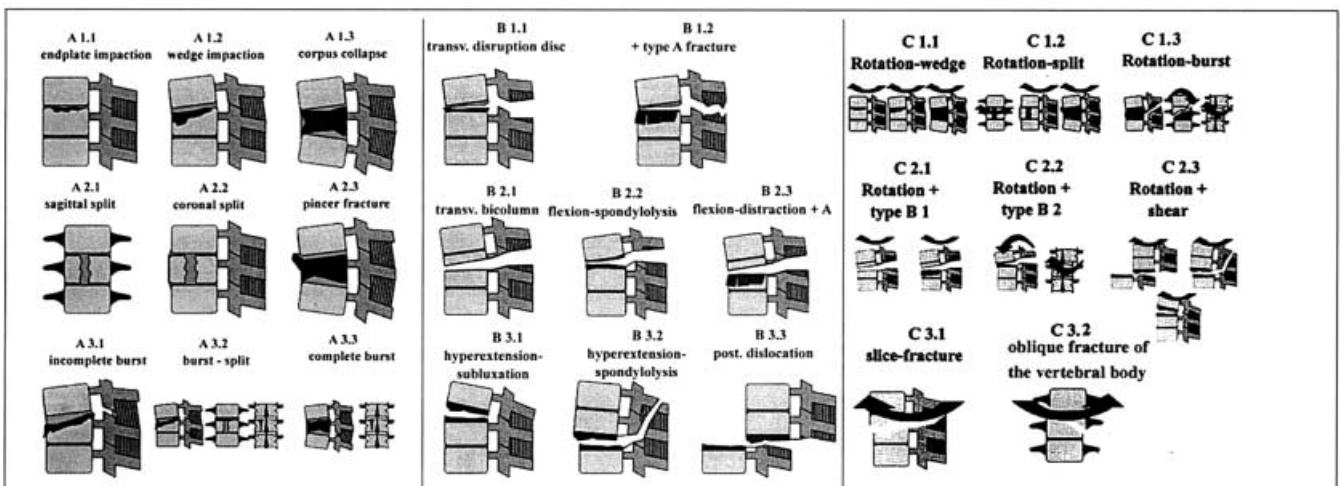 A 1.1
endplate impaction
A 1.2
wedge impaction
A 1.3
corpus collapse
A 2.1
sagittal split
A 2.2
coronal split
A 2.3
pincer fracture
A 3.1
incomplete burst
A 3.2
burst - split
A 3.3
complete burst
B 1.1
transv. disruption disc
B 1.2
+ type A fracture
B 2.1
transv. bicolumn
B 2.2
flexion-spondylolysis
B 2.3
flexion-distraction + A
B 3.1
hyperextension-
subluxation
B 3.2
hyperextension-
spondylolysis
B 3.3
post. dislocation
C 1.1
Rotation-wedge
C 1.2
Rotation-split
C 1.3
Rotation-burst
C 2.1
Rotation +
type B 1
C 2.2
Rotation +
type B 2
C 2.3
Rotation +
shear
C 3.1
slice-fracture
C 3.2
oblique fracture of
the vertebral body